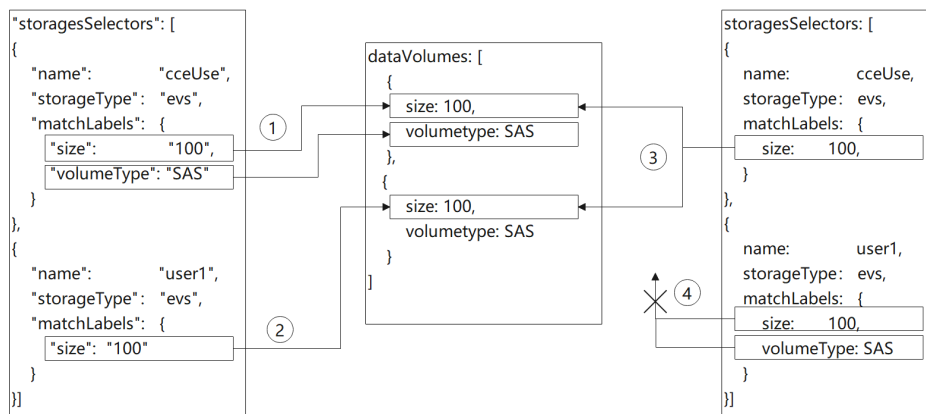 "storagesSelectors": [
{
"name": "cceUse",
"storageType": "evs",
"matchLabels": {
"size": "100",
"volumeType": "SAS"
}
},
{
"name": "user1",
"storageType": "evs",
"matchLabels": {
"size": "100"
}
}]
1
2
dataVolumes: [
{
size: 100,
volumetype: SAS
},
{
size: 100,
volumetype: SAS
}
]
3
4
storagesSelectors: [
{
name: cceUse,
storageType: evs,
matchLabels: {
size: 100,
}
},
{
name: user1,
storageType: evs,
matchLabels: {
size: 100,
volumeType: SAS
}
}]